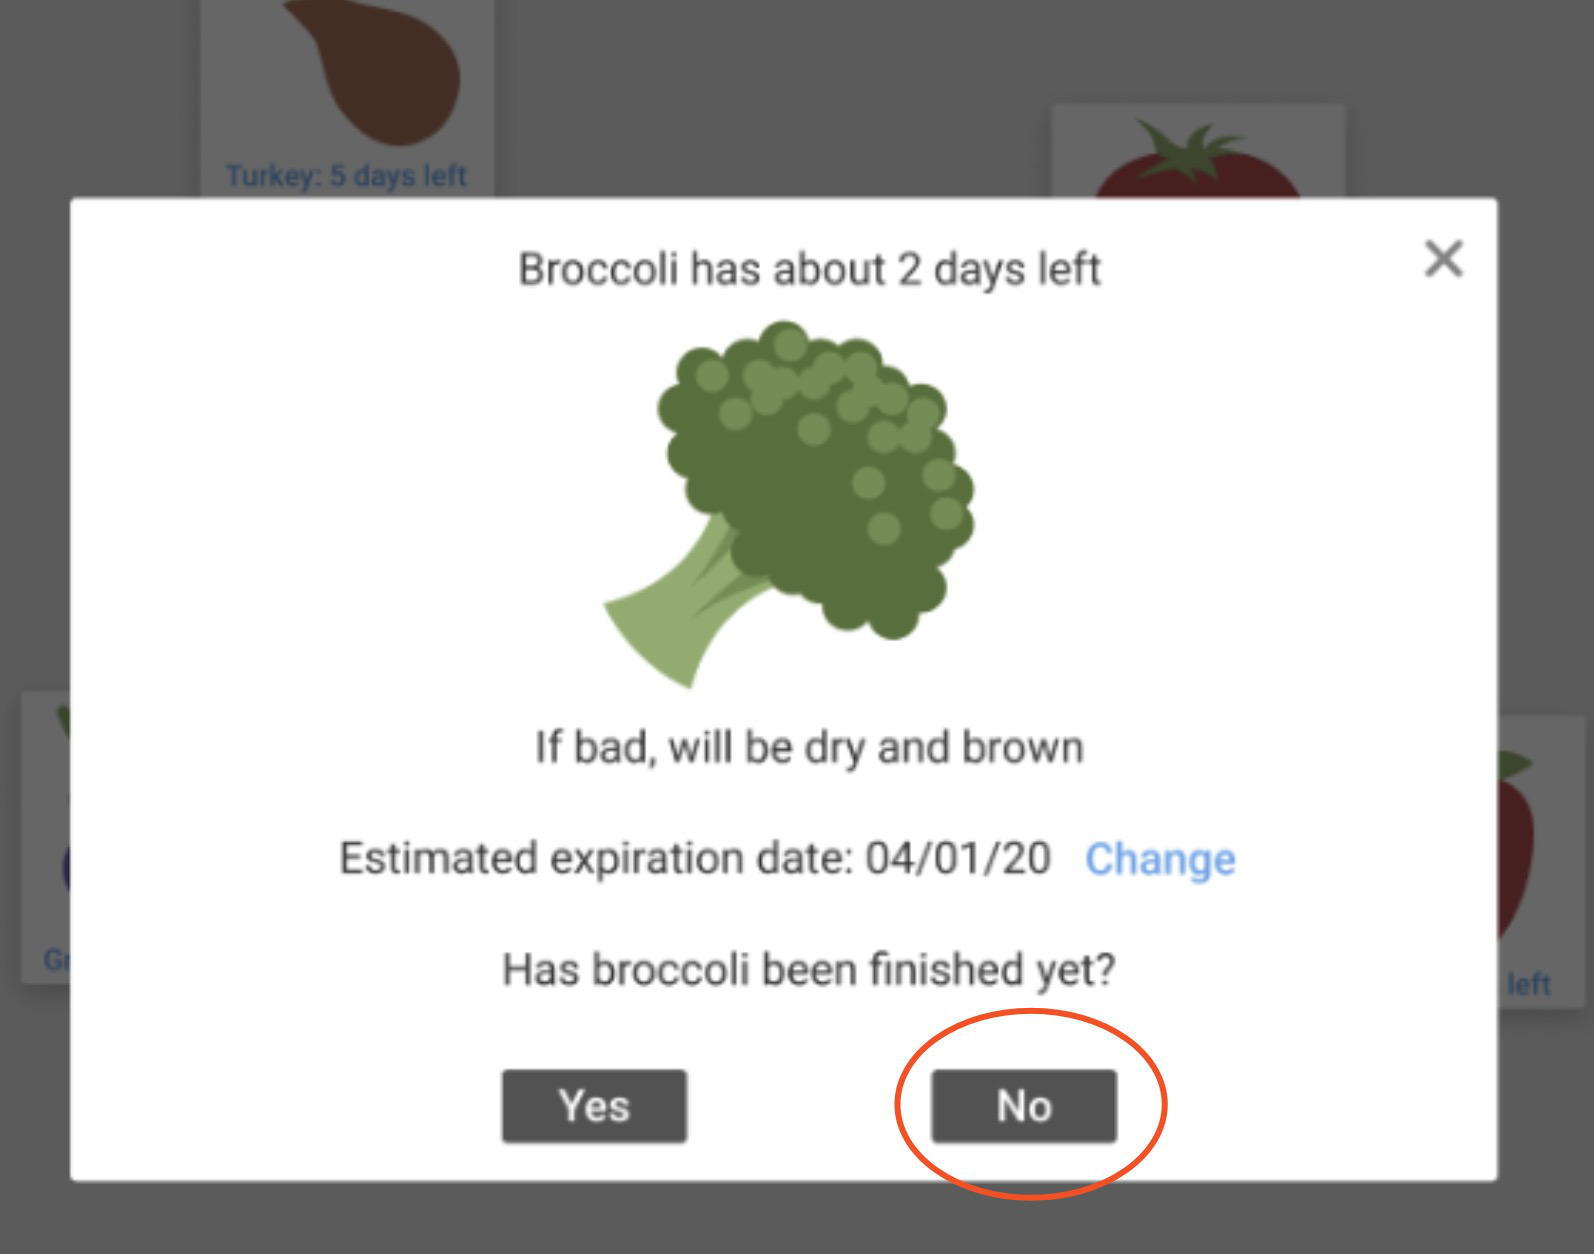 Turkey: 5 days left
Broccoli has about 2 days left
If bad, will be dry and brown
Estimated expiration date: 04/01/20 Change
Has broccoli been finished yet?
Gr
left
Yes
No